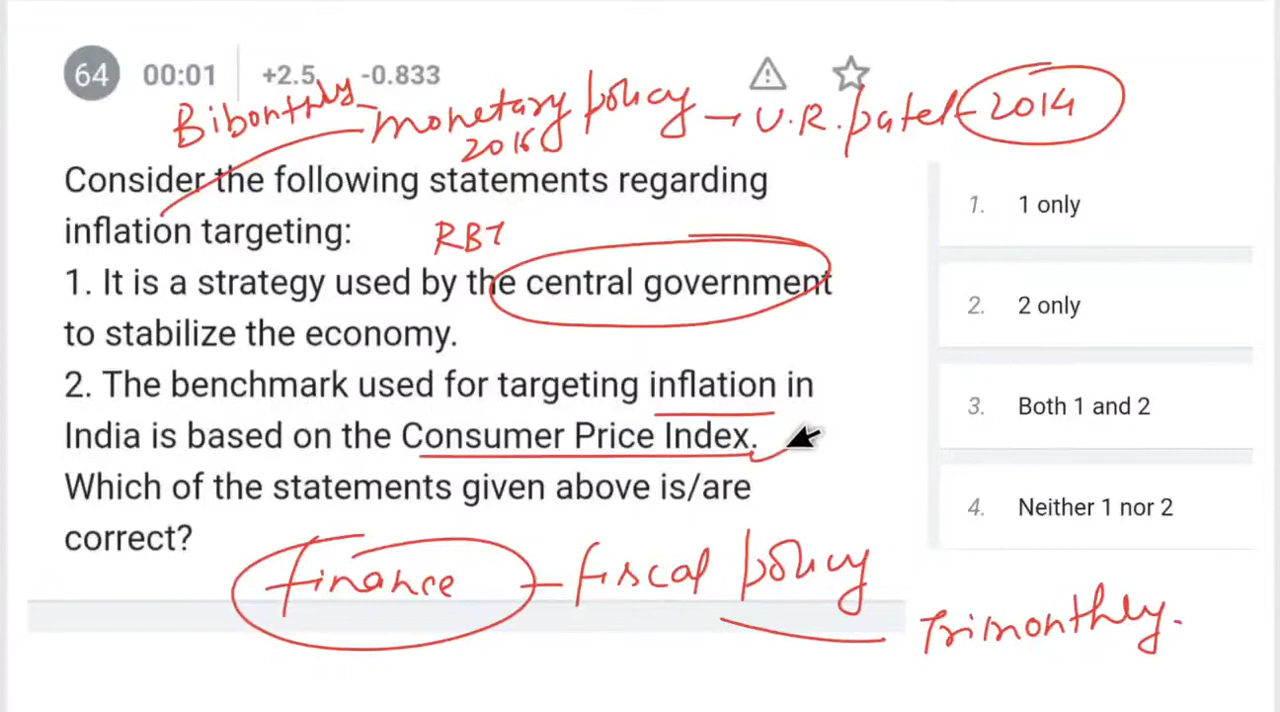 64 00:01 +2.5 -0.833
Bibonthly - monetary policy → U.R. patel - 2014
2016
Consider the following statements regarding
inflation targeting:
RBI
1. It is a strategy used by the central government
to stabilize the economy.
2. The benchmark used for targeting inflation in
India is based on the Consumer Price Index.
Which of the statements given above is/are
correct?
finance - fiscal policy
Trimonthly.
1. 1 only
2. 2 only
3. Both 1 and 2
4. Neither 1 nor 2